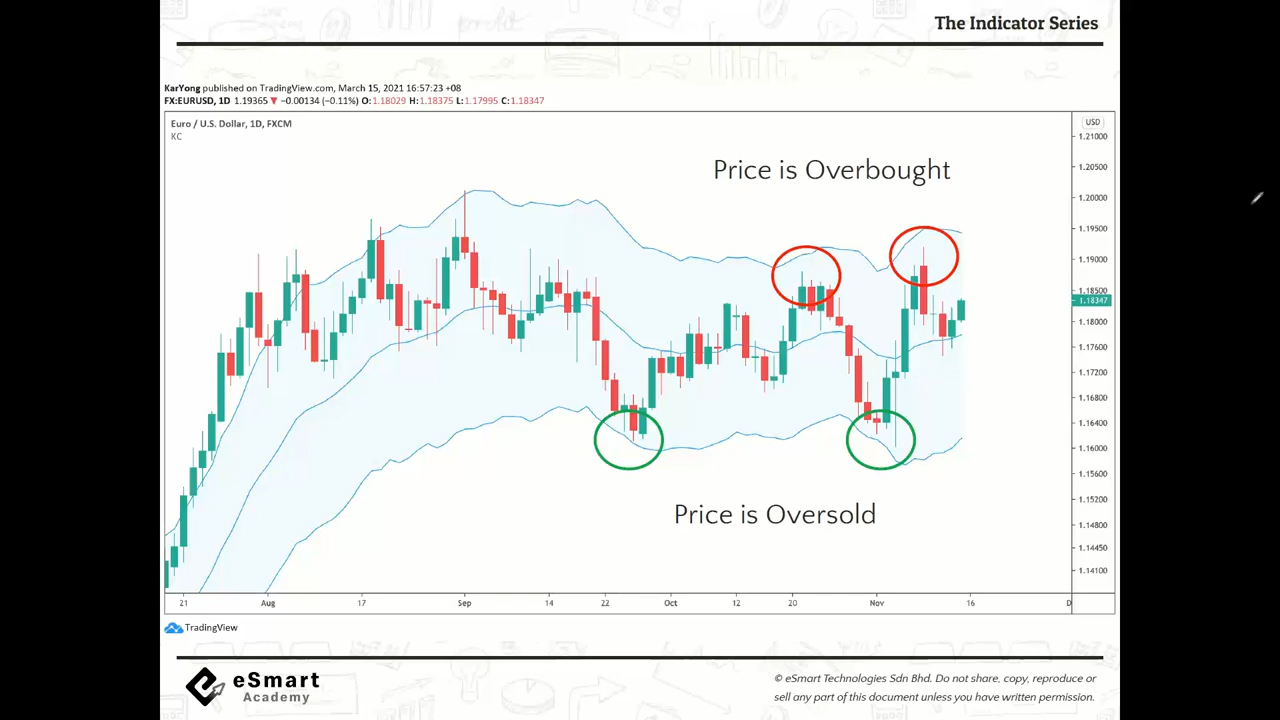 The Indicator Series
KarYong published on TradingView.com, March 15, 2021 16:57:23 +08
FX:EURUSD, 1D 1.19365 ▼ −0.00134 (−0.11%) O:1.18029 H:1.18375 L:1.17995 C:1.18347
Euro / U.S. Dollar, 1D, FXCM
KC
USD
1.21000
1.20500
1.20000
1.19500
1.19000
1.18500
1.18347
1.18000
1.17600
1.17200
1.16800
1.16400
1.16000
1.15600
1.15200
1.14800
1.14450
1.14100
Price is Overbought
Price is Oversold
21 Aug 17 Sep 14 22 Oct 12 20 Nov 16 D
TradingView
eSmart
Academy
© eSmart Technologies Sdn Bhd. Do not share, copy, reproduce or
sell any part of this document unless you have written permission.